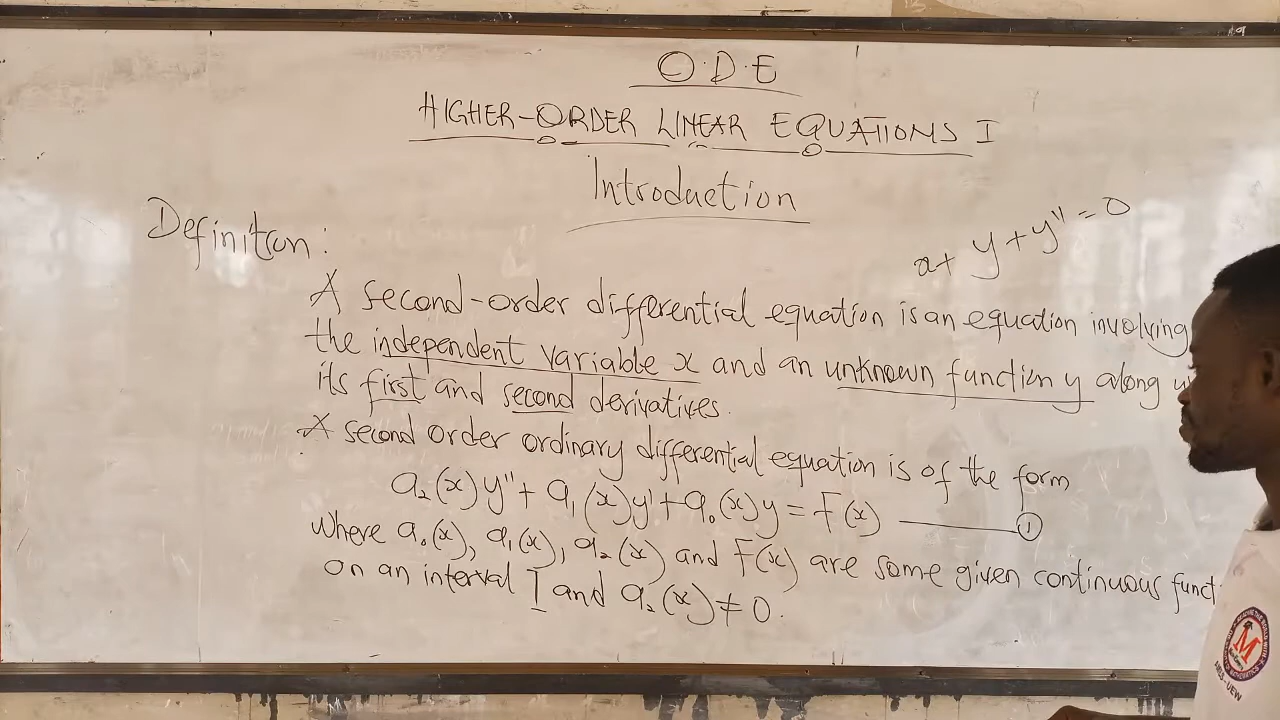 O.D.E
HIGHER-ORDER LINEAR EQUATIONS I
Introduction
Definition:
x+ y + y'' = 0
A second-order differential equation is an equation involving
the independent variable x and an unknown function y along
its first and second derivatives.
A second order ordinary differential equation is of the form
a₂(x)y'' + a₁(x)y' + a₀(x)y = F(x) ——— ①
where a₀(x), a₁(x), a₂(x) and F(x) are some given continuous funct
on an interval I and a₂(x) ≠ 0.
M